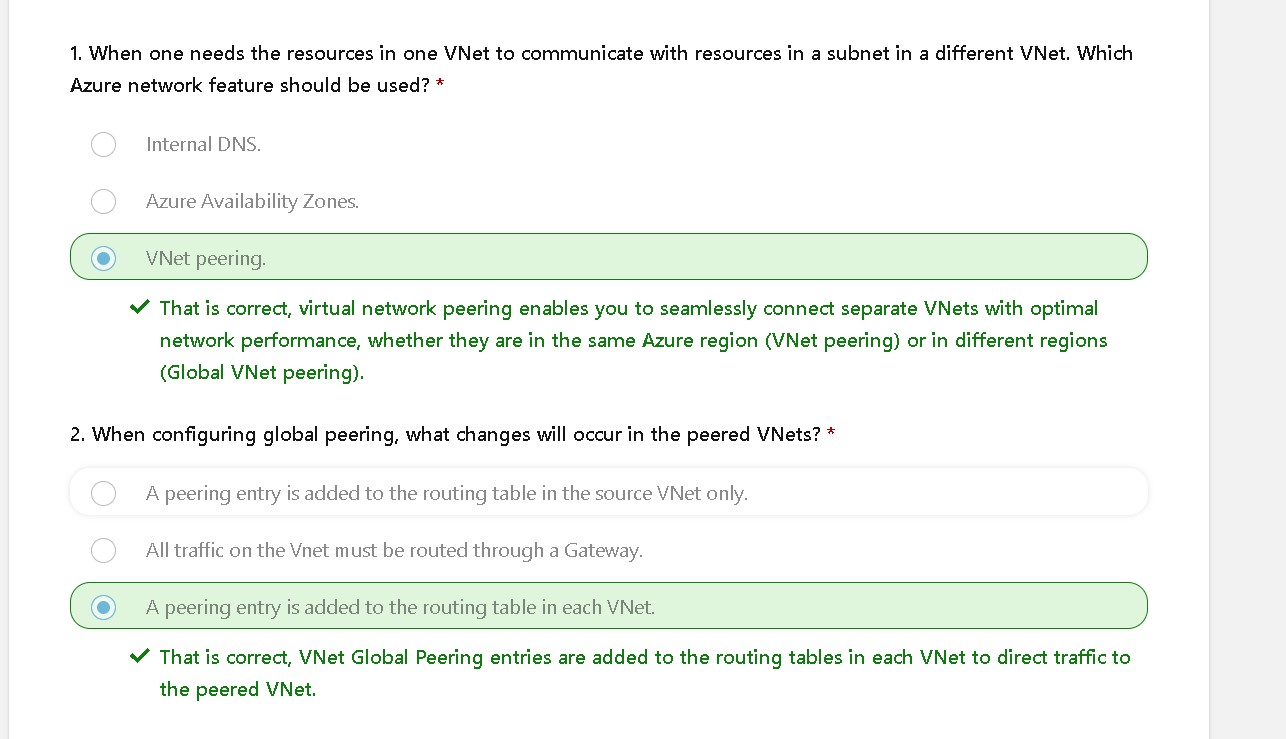 1. When one needs the resources in one VNet to communicate with resources in a subnet in a different VNet. Which
Azure network feature should be used? *
Internal DNS.
Azure Availability Zones.
VNet peering.
That is correct, virtual network peering enables you to seamlessly connect separate VNets with optimal
network performance, whether they are in the same Azure region (VNet peering) or in different regions
(Global VNet peering).
2. When configuring global peering, what changes will occur in the peered VNets? *
A peering entry is added to the routing table in the source VNet only.
All traffic on the Vnet must be routed through a Gateway.
A peering entry is added to the routing table in each VNet.
That is correct, VNet Global Peering entries are added to the routing tables in each VNet to direct traffic to
the peered VNet.